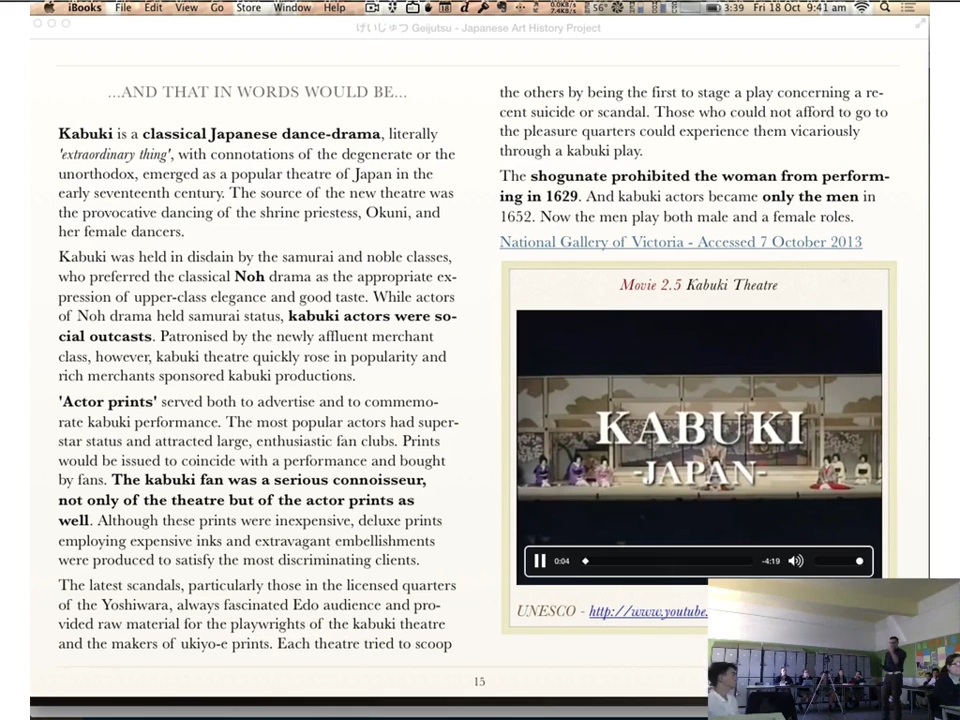 iBooks File Edit View Go Store Window Help 0.0KB/s 7.4KB/s 56° 3:39 Fri 18 Oct 9:41 am
げいじゅつ Geijutsu - Japanese Art History Project
...AND THAT IN WORDS WOULD BE...
Kabuki is a classical Japanese dance-drama, literally
'extraordinary thing', with connotations of the degenerate or the
unorthodox, emerged as a popular theatre of Japan in the
early seventeenth century. The source of the new theatre was
the provocative dancing of the shrine priestess, Okuni, and
her female dancers.
Kabuki was held in disdain by the samurai and noble classes,
who preferred the classical Noh drama as the appropriate ex-
pression of upper-class elegance and good taste. While actors
of Noh drama held samurai status, kabuki actors were so-
cial outcasts. Patronised by the newly affluent merchant
class, however, kabuki theatre quickly rose in popularity and
rich merchants sponsored kabuki productions.
'Actor prints' served both to advertise and to commemo-
rate kabuki performance. The most popular actors had super-
star status and attracted large, enthusiastic fan clubs. Prints
would be issued to coincide with a performance and bought
by fans. The kabuki fan was a serious connoisseur,
not only of the theatre but of the actor prints as
well. Although these prints were inexpensive, deluxe prints
employing expensive inks and extravagant embellishments
were produced to satisfy the most discriminating clients.
The latest scandals, particularly those in the licensed quarters
of the Yoshiwara, always fascinated Edo audience and pro-
vided raw material for the playwrights of the kabuki theatre
and the makers of ukiyo-e prints. Each theatre tried to scoop
the others by being the first to stage a play concerning a re-
cent suicide or scandal. Those who could not afford to go to
the pleasure quarters could experience them vicariously
through a kabuki play.
The shogunate prohibited the woman from perform-
ing in 1629. And kabuki actors became only the men in
1652. Now the men play both male and a female roles.
National Gallery of Victoria - Accessed 7 October 2013
Movie 2.5 Kabuki Theatre
KABUKI
-JAPAN-
0:04 -4:19
UNESCO - http://www.youtube.
15